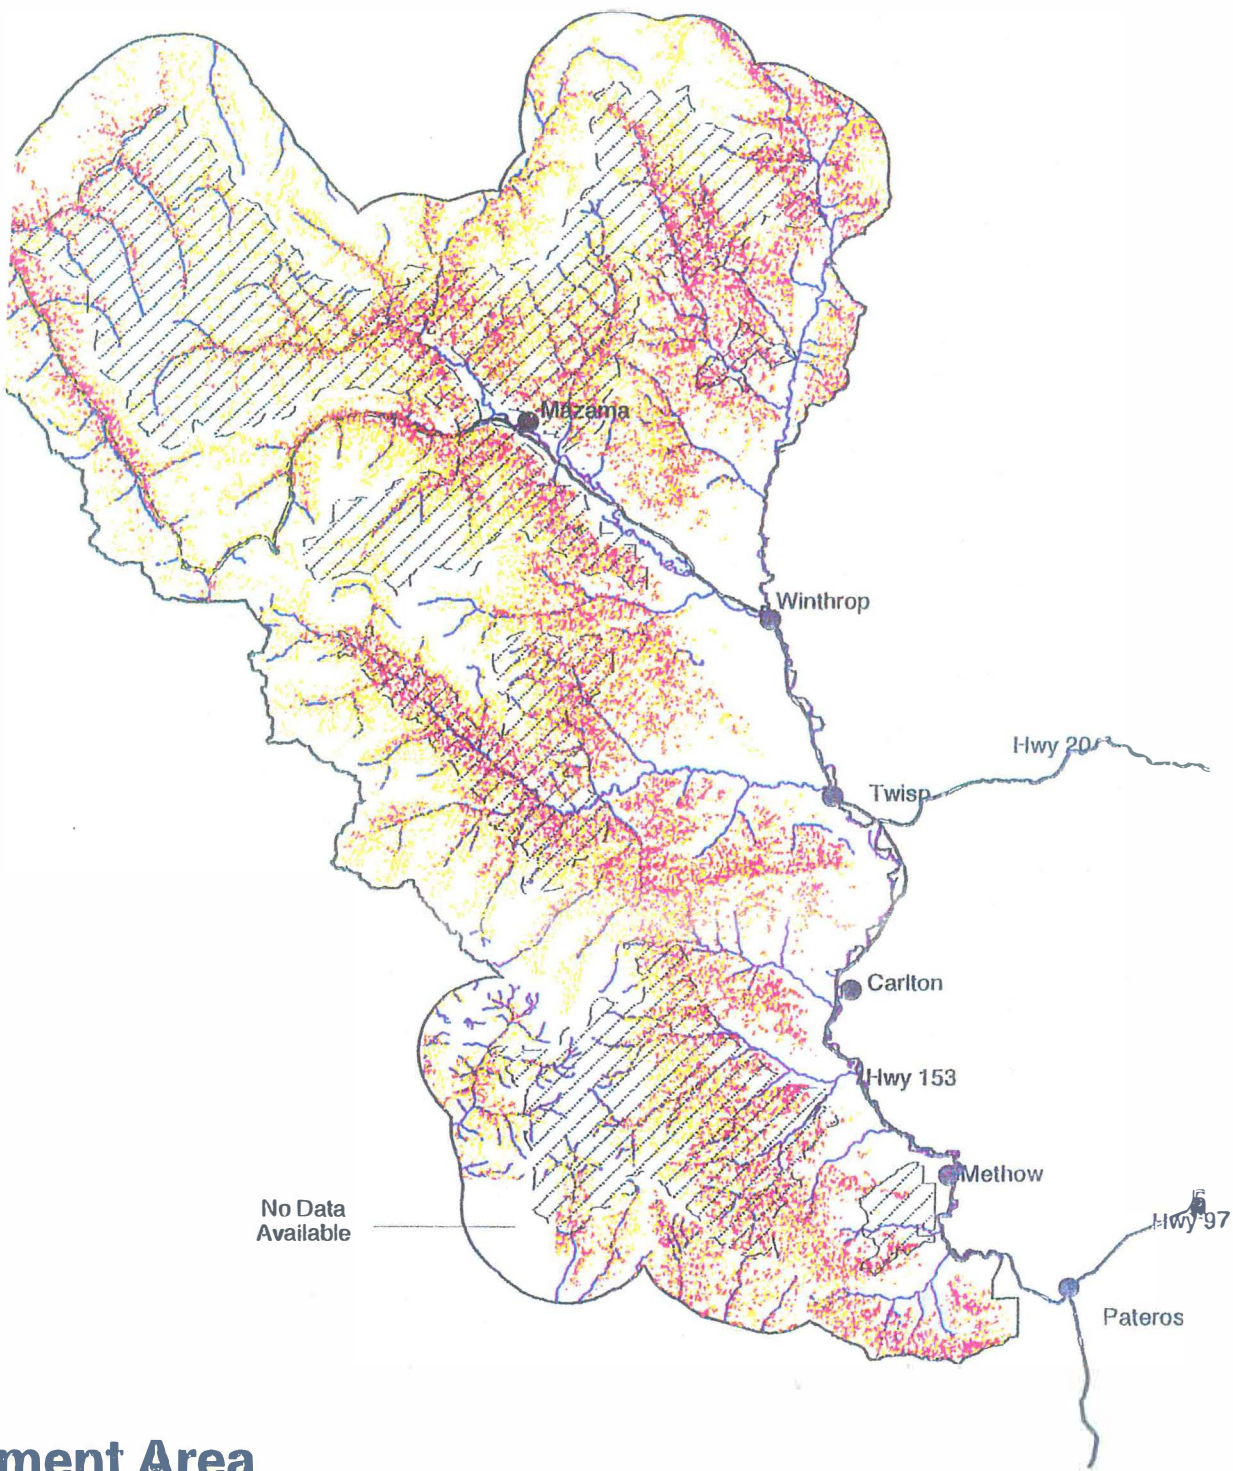 Mazama
Winthrop
Hwy 20
Twisp
Carlton
Hwy 153
Methow
No Data
Available
Hwy 97
Pateros
ment Area